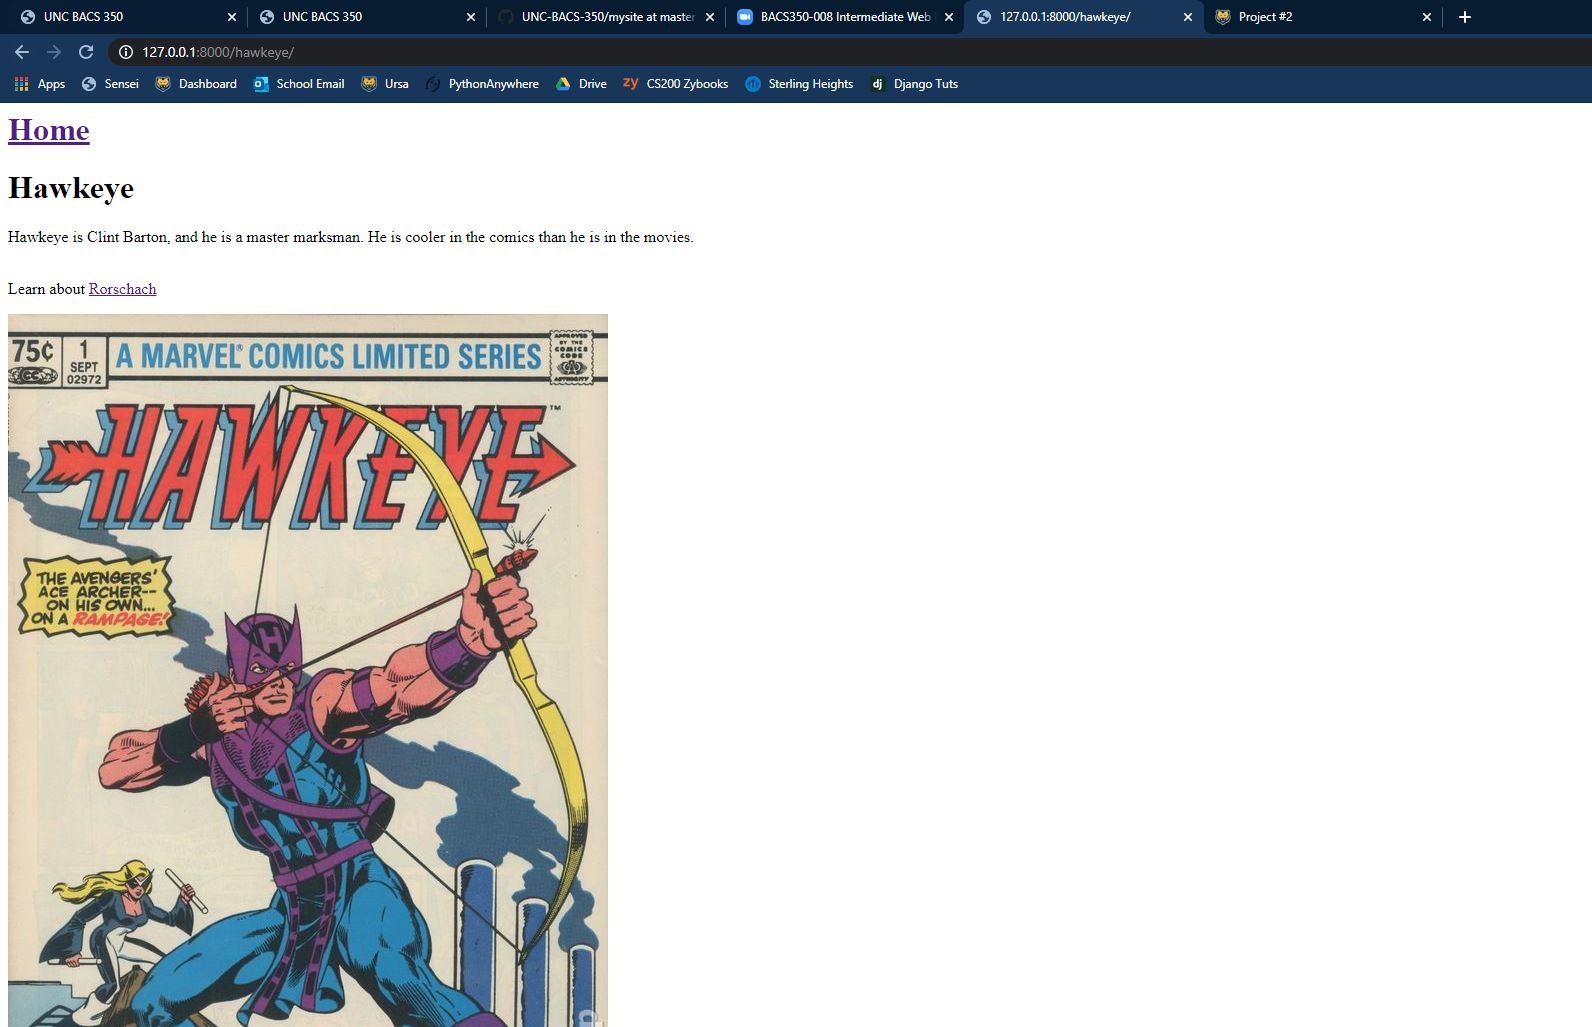 UNC BACS 350
UNC BACS 350
UNC-BACS-350/mysite at master
BACS350-008 Intermediate Web
127.0.0.1:8000/hawkeye/
Project #2
127.0.0.1:8000/hawkeye/
Apps Sensei Dashboard School Email Ursa PythonAnywhere Drive zy CS200 Zybooks Sterling Heights dj Django Tuts
Home
Hawkeye
Hawkeye is Clint Barton, and he is a master marksman. He is cooler in the comics than he is in the movies.
Learn about Rorschach
75¢
1
SEPT
02972
A MARVEL® COMICS LIMITED SERIES
APPROVED
BY THE
COMICS
CODE
AUTHORITY
HAWKEYE™
THE AVENGERS'
ACE ARCHER--
ON HIS OWN...
ON A RAMPAGE!
H